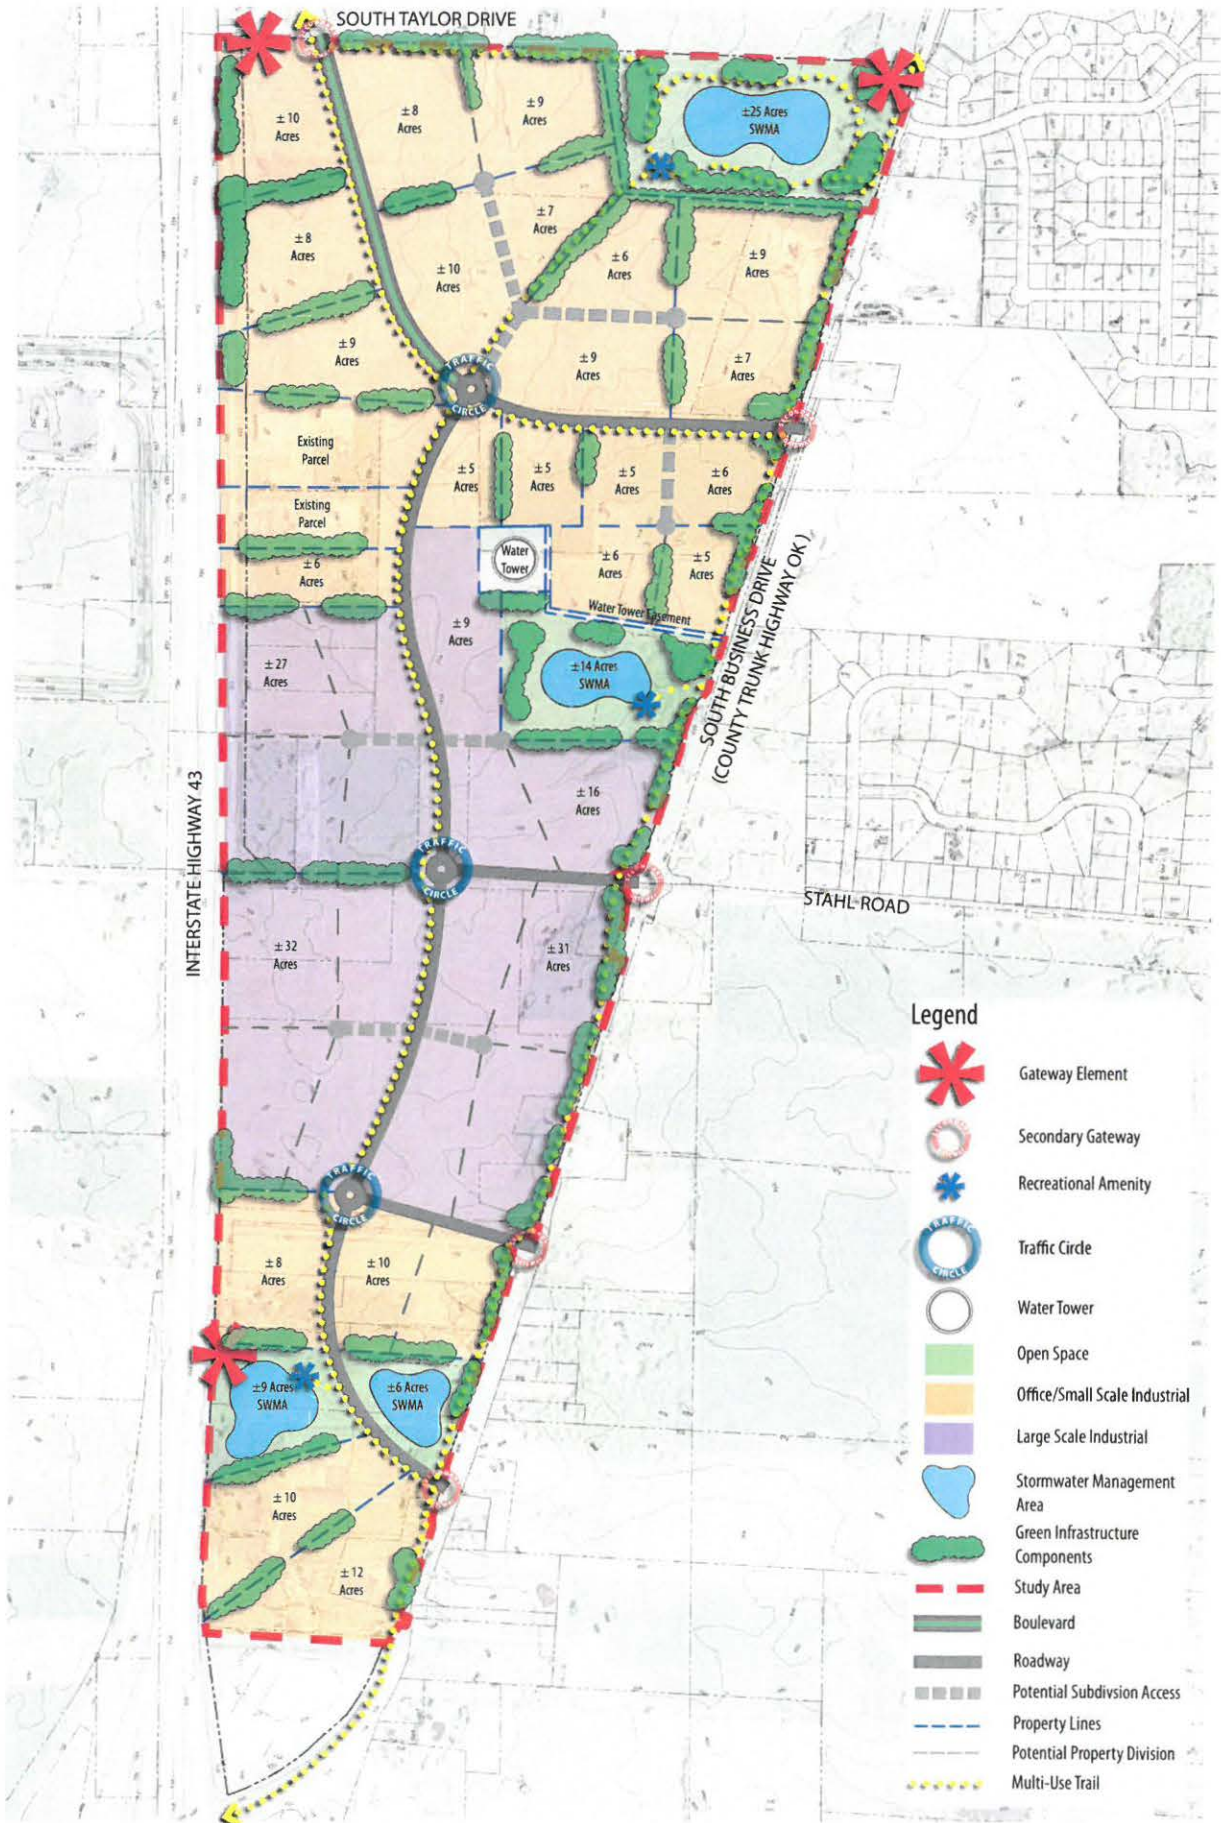 SOUTH TAYLOR DRIVE
± 10
Acres
± 8
Acres
± 9
Acres
±25 Acres
SWMA
± 8
Acres
± 10
Acres
± 7
Acres
± 6
Acres
± 9
Acres
± 9
Acres
± 9
Acres
± 7
Acres
TRAFFIC
CIRCLE
Existing
Parcel
± 5
Acres
± 5
Acres
± 5
Acres
± 6
Acres
Existing
Parcel
± 6
Acres
Water
Tower
± 6
Acres
± 5
Acres
Water Tower Easement
± 9
Acres
± 27
Acres
±14 Acres
SWMA
SOUTH BUSINESS DRIVE
(COUNTY TRUNK HIGHWAY OK )
± 16
Acres
INTERSTATE HIGHWAY 43
TRAFFIC
CIRCLE
STAHL ROAD
± 32
Acres
± 31
Acres
TRAFFIC
CIRCLE
± 8
Acres
± 10
Acres
±9 Acres
SWMA
±6 Acres
SWMA
± 10
Acres
± 12
Acres
Legend
Gateway Element
Secondary Gateway
Recreational Amenity
TRAFFIC
CIRCLE
Traffic Circle
Water Tower
Open Space
Office/Small Scale Industrial
Large Scale Industrial
Stormwater Management
Area
Green Infrastructure
Components
Study Area
Boulevard
Roadway
Potential Subdivsion Access
Property Lines
Potential Property Division
Multi-Use Trail